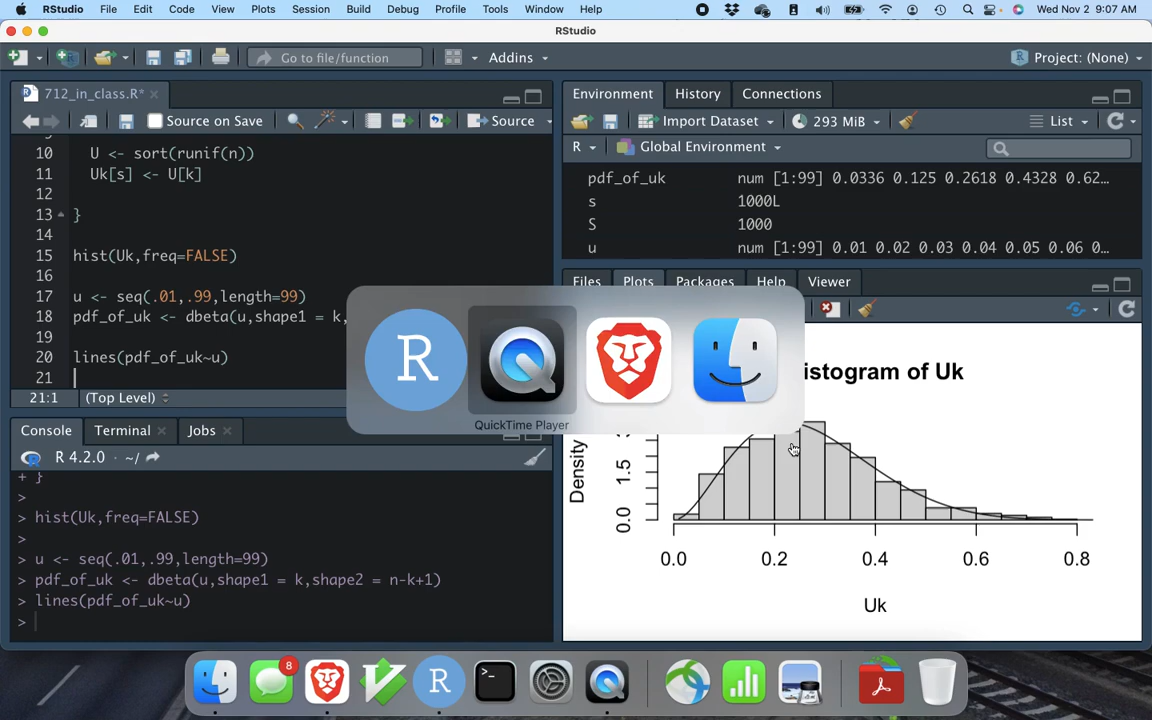 RStudio File Edit Code View Plots Session Build Debug Profile Tools Window Help Wed Nov 2 9:07 AM
RStudio
Go to file/function Addins Project: (None)
712_in_class.R*
Source on Save Source
10 U <- sort(runif(n))
11 Uk[s] <- U[k]
12
13 }
14
15 hist(Uk,freq=FALSE)
16
17 u <- seq(.01,.99,length=99)
18 pdf_of_uk <- dbeta(u,shape1 = k,
19
20 lines(pdf_of_uk~u)
21
21:1 (Top Level)
Console Terminal Jobs
R 4.2.0 · ~/
+ }
>
> hist(Uk,freq=FALSE)
>
> u <- seq(.01,.99,length=99)
> pdf_of_uk <- dbeta(u,shape1 = k,shape2 = n-k+1)
> lines(pdf_of_uk~u)
>
Environment History Connections
Import Dataset 293 MiB List
R Global Environment
pdf_of_uk num [1:99] 0.0336 0.125 0.2618 0.4328 0.62…
s 1000L
S 1000
u num [1:99] 0.01 0.02 0.03 0.04 0.05 0.06 0…
Files Plots Packages Help Viewer
R
QuickTime Player
istogram of Uk
Density
0.0 1.5
0.0 0.2 0.4 0.6 0.8
Uk
8
R
>_